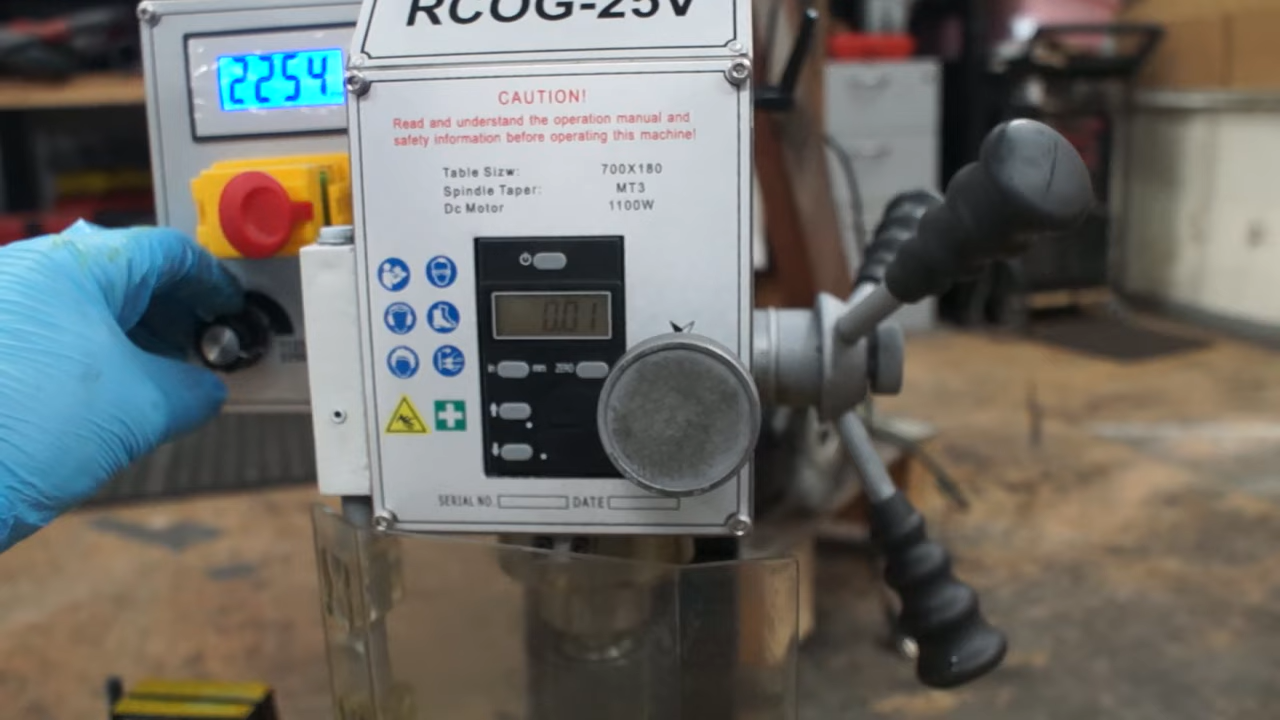 RCOG-25V
2254
CAUTION!
Read and understand the operation manual and
safety information before operating this machine!
Table Sizw: 700X180
Spindle Taper: MT3
Dc Motor 1100W
0.01
in mm ZERO
SERIAL NO. DATE